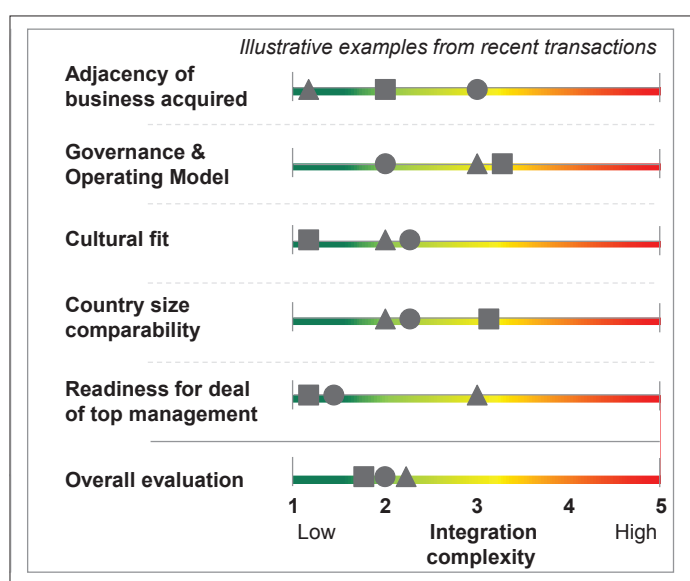 Illustrative examples from recent transactions
Adjacency of
business acquired
Governance &
Operating Model
Cultural fit
Country size
comparability
Readiness for deal
of top management
Overall evaluation
1 2 3 4 5
Low Integration High
complexity